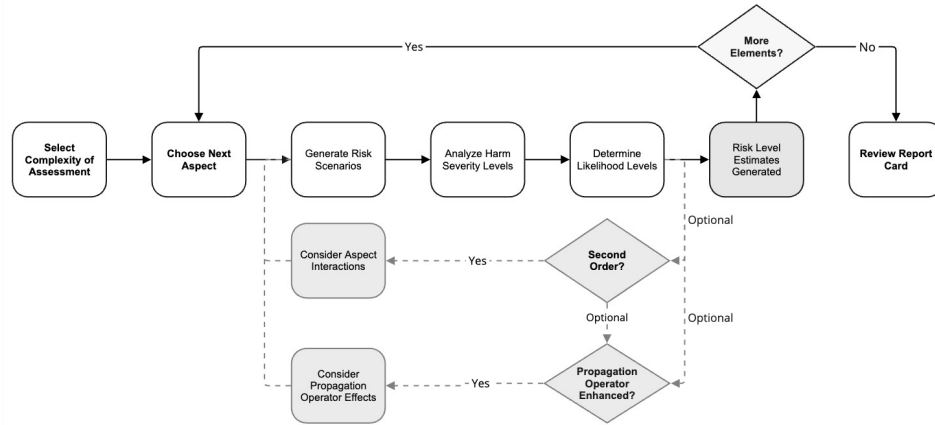 More
Elements?
Yes
No
Select
Complexity of
Assessment
Choose Next
Aspect
Generate Risk
Scenarios
Analyze Harm
Severity Levels
Determine
Likelihood Levels
Risk Level
Estimates
Generated
Review Report
Card
Optional
Consider Aspect
Interactions
Yes
Second
Order?
Optional
Optional
Consider
Propagation
Operator Effects
Yes
Propagation
Operator
Enhanced?